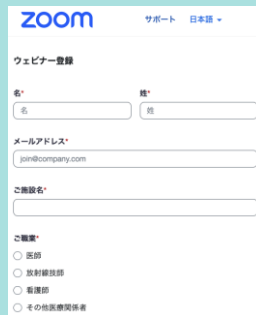 zoom サポート 日本語
ウェビナー登録
名* 姓*
名 姓
メールアドレス*
join@company.com
ご施設名*
ご職業*
医師
放射線技師
看護師
その他医療関係者